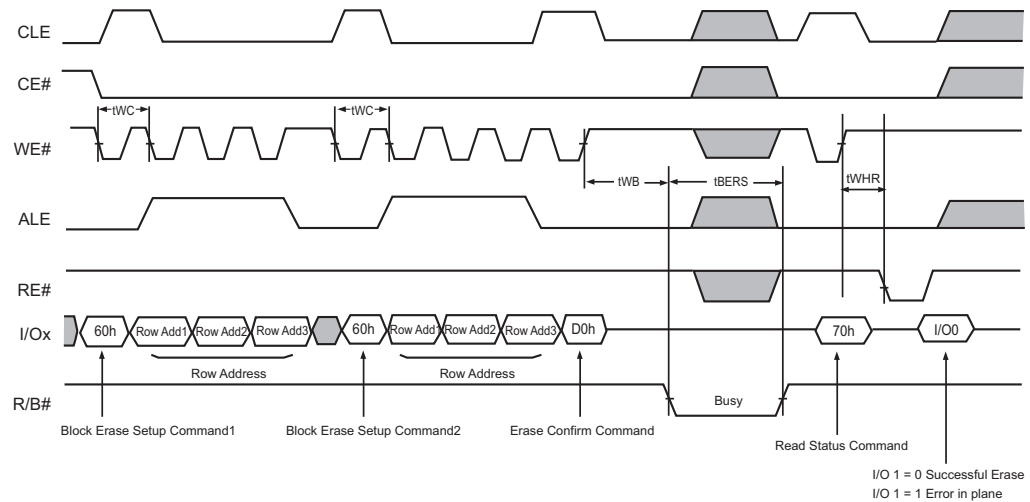 CLE
CE#
tWC
tWC
WE#
tWB
tBERS
tWHR
ALE
RE#
I/Ox
60h
Row Add1
Row Add2
Row Add3
60h
Row Add1
Row Add2
Row Add3
D0h
70h
I/O0
Row Address
Row Address
R/B#
Busy
Block Erase Setup Command1
Block Erase Setup Command2
Erase Confirm Command
Read Status Command
I/O 1 = 0 Successful Erase
I/O 1 = 1 Error in plane